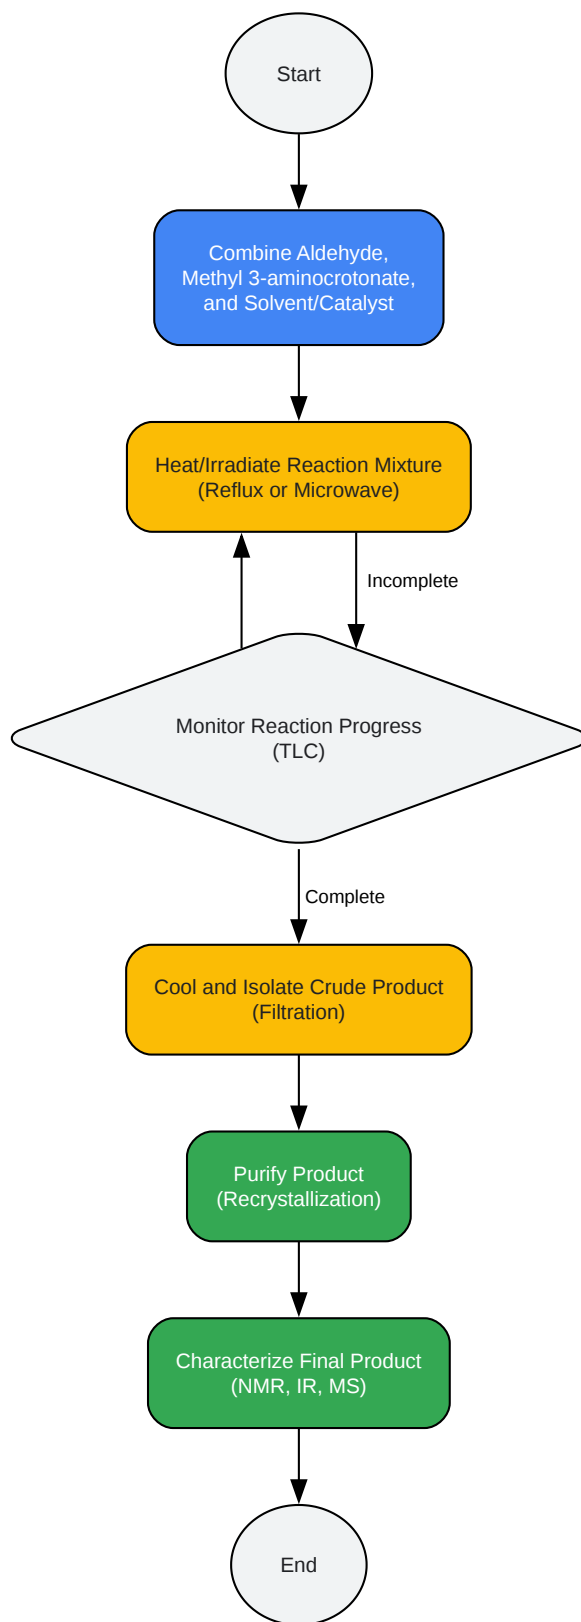 Start
Combine Aldehyde,
Methyl 3-aminocrotonate,
and Solvent/Catalyst
Heat/Irradiate Reaction Mixture
(Reflux or Microwave)
Incomplete
Monitor Reaction Progress
(TLC)
Complete
Cool and Isolate Crude Product
(Filtration)
Purify Product
(Recrystallization)
Characterize Final Product
(NMR, IR, MS)
End